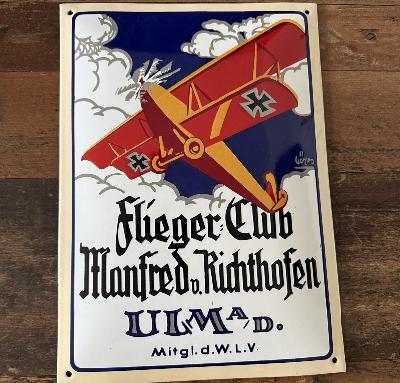 Flieger=Club
Manfred v. Richthofen
ULM A/D.
Mitgl. d. W. L. V.